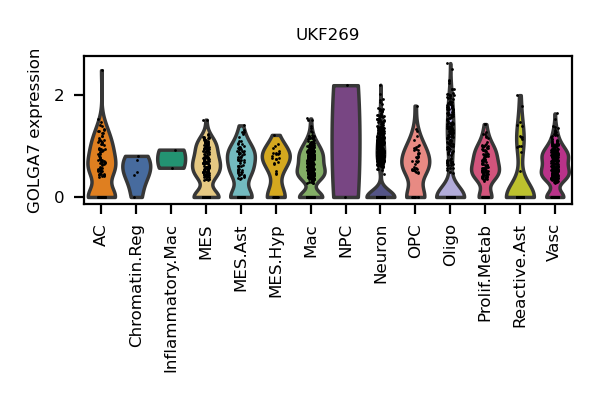 UKF269
GOLGA7 expression
2
0
AC
Chromatin.Reg
Inflammatory.Mac
MES
MES.Ast
MES.Hyp
Mac
NPC
Neuron
OPC
Oligo
Prolif.Metab
Reactive.Ast
Vasc